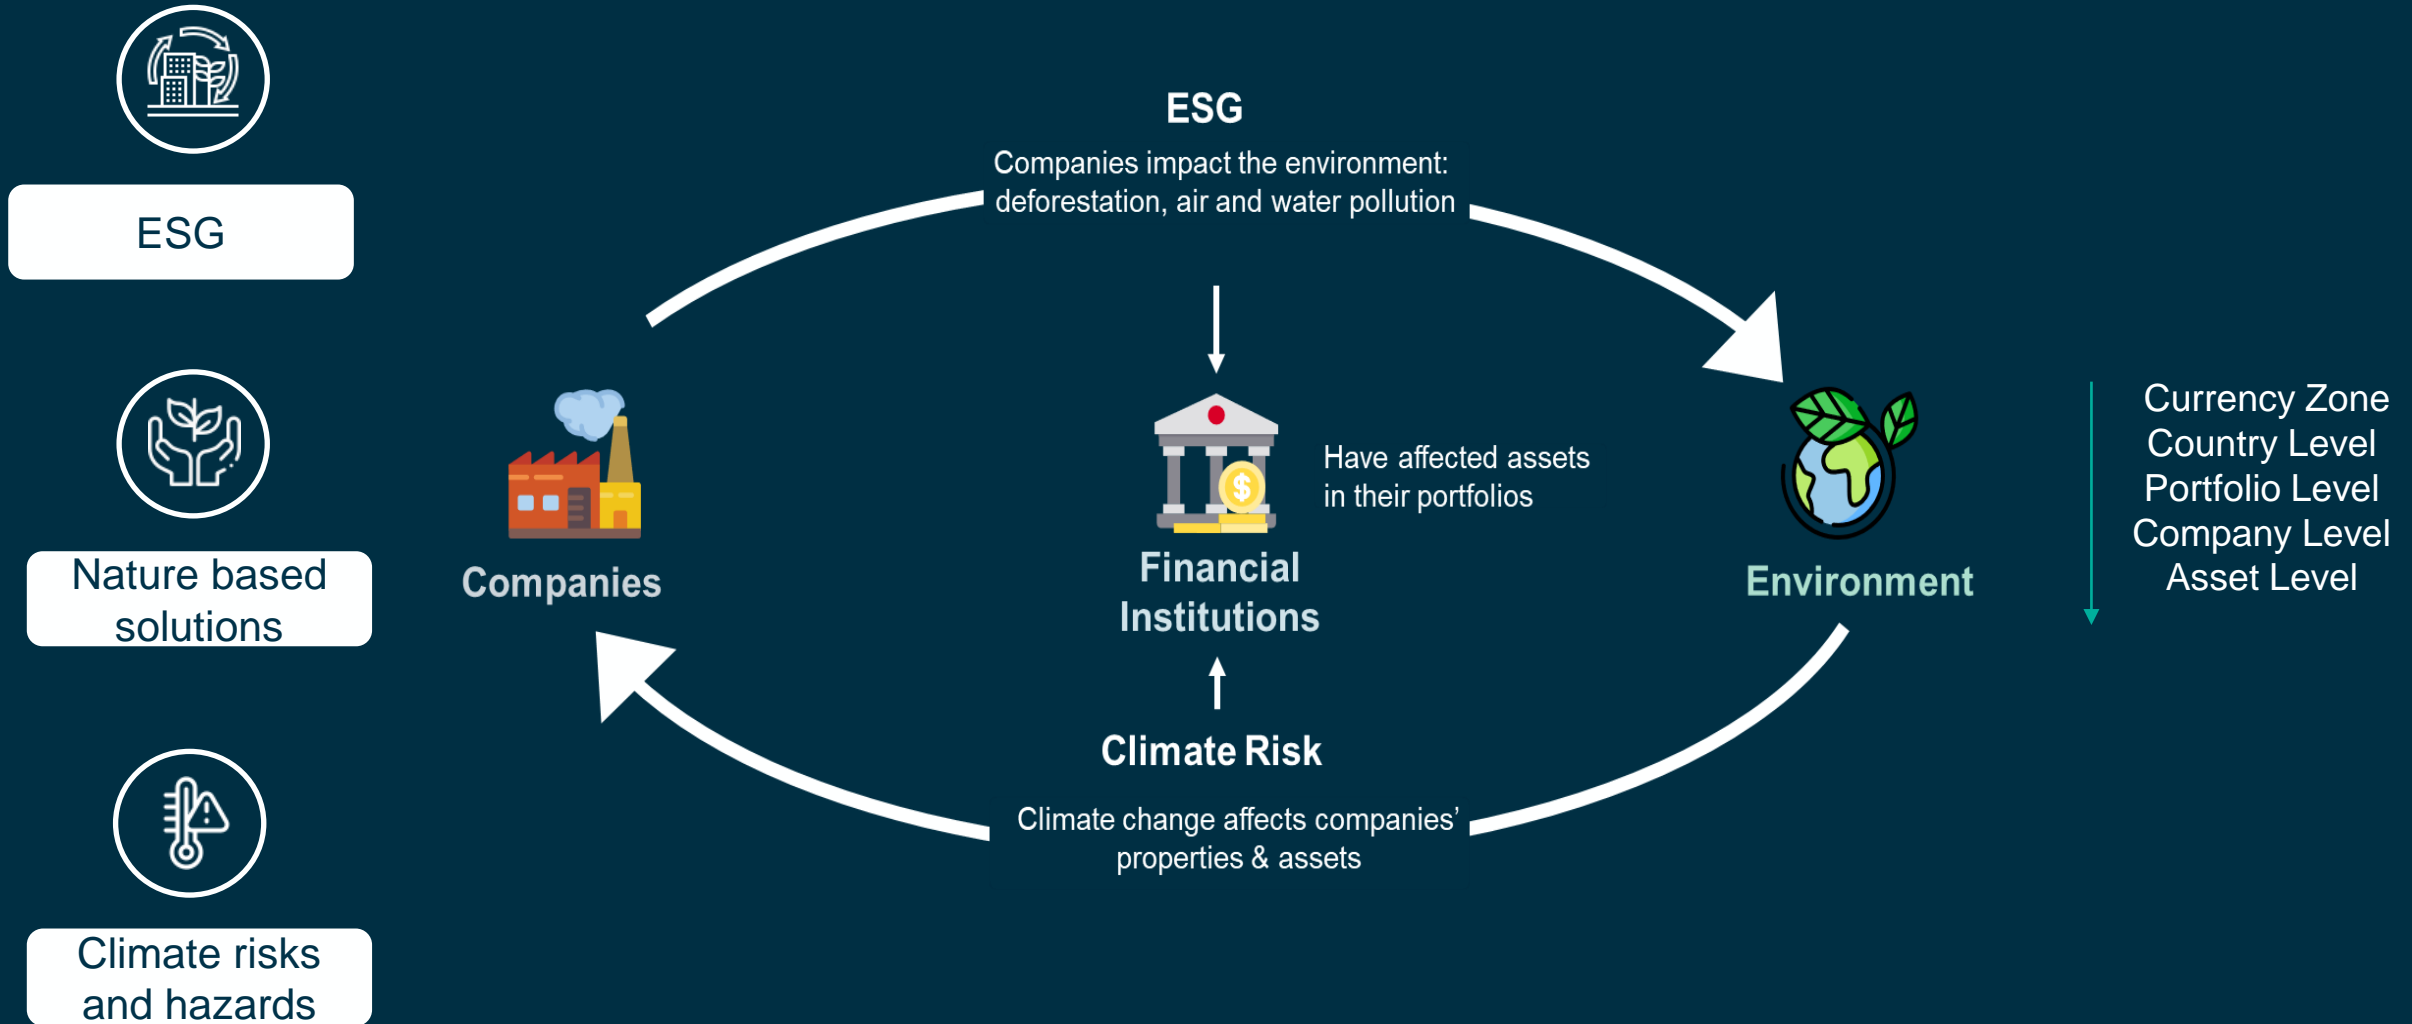 ESG
Nature based
solutions
Climate risks
and hazards
ESG
Companies impact the environment:
deforestation, air and water pollution
Companies
$
Financial
Institutions
Have affected assets
in their portfolios
Environment
Climate Risk
Climate change affects companies’
properties & assets
Currency Zone
Country Level
Portfolio Level
Company Level
Asset Level